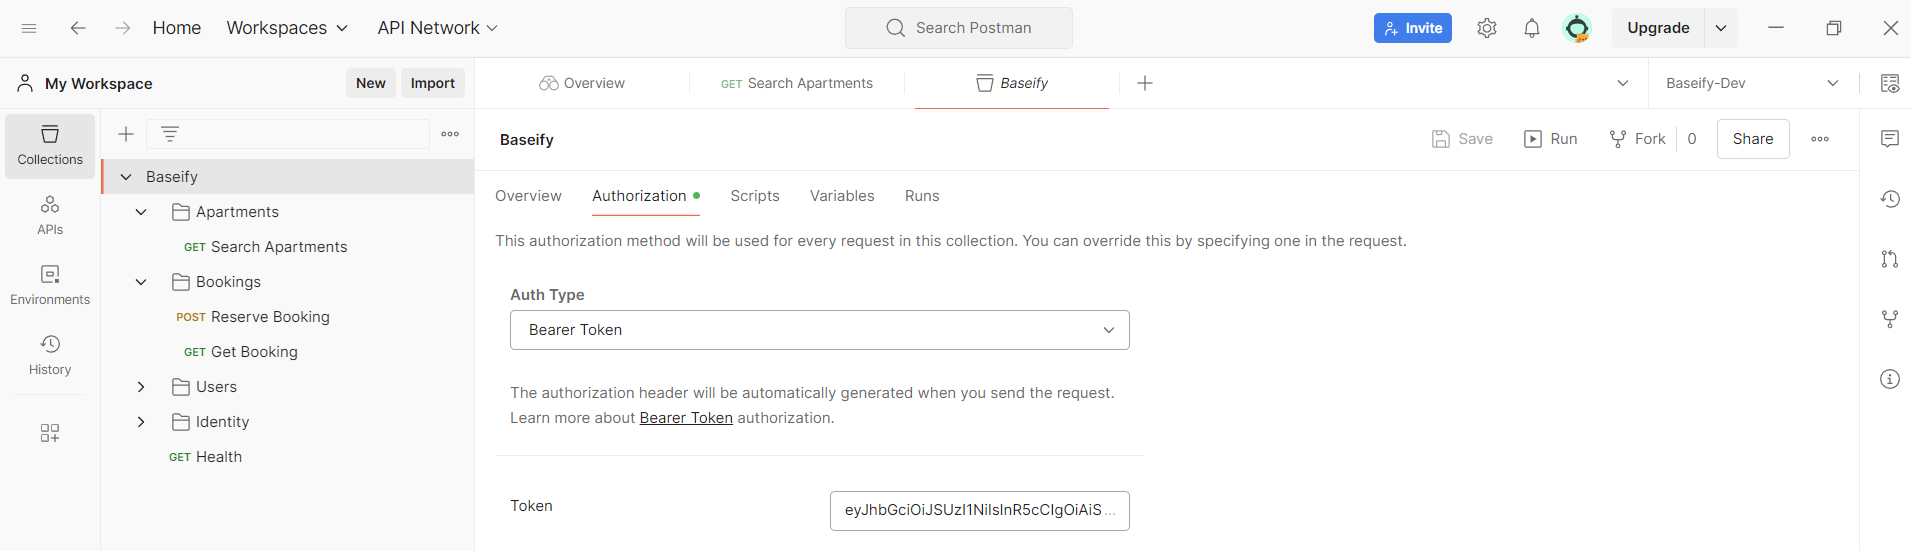 Home Workspaces API Network Search Postman Invite Upgrade
My Workspace New Import
Overview GET Search Apartments Baseify Baseify-Dev
Collections
APIs
Environments
History
Baseify
Apartments
GET Search Apartments
Bookings
POST Reserve Booking
GET Get Booking
Users
Identity
GET Health
Baseify Save Run Fork 0 Share
Overview Authorization Scripts Variables Runs
This authorization method will be used for every request in this collection. You can override this by specifying one in the request.
Auth Type
Bearer Token
The authorization header will be automatically generated when you send the request.
Learn more about Bearer Token authorization.
Token eyJhbGciOiJSUzI1NiIsInR5cCIgOiAiS...